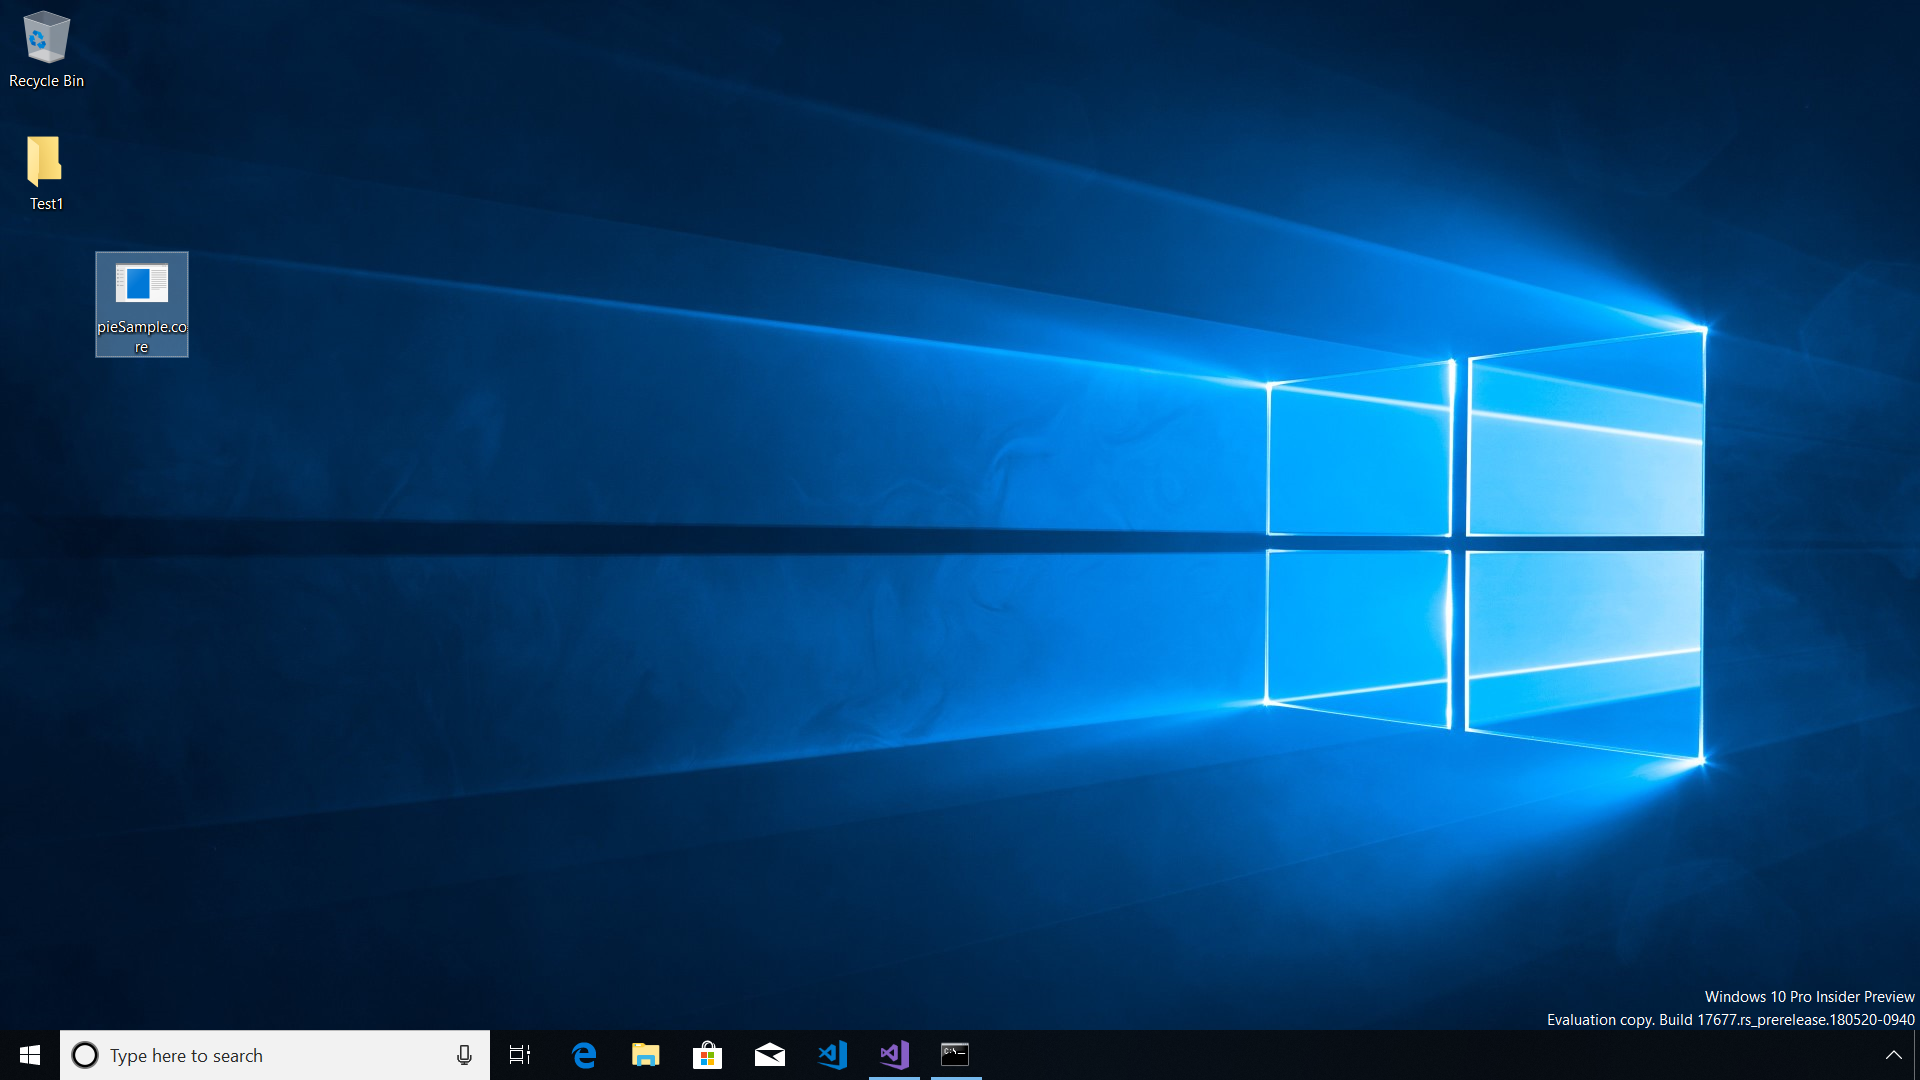 Recycle Bin
Test1
pieSample.co
re
Windows 10 Pro Insider Preview
Evaluation copy. Build 17677.rs_prerelease.180520-0940
Type here to search
C:\_